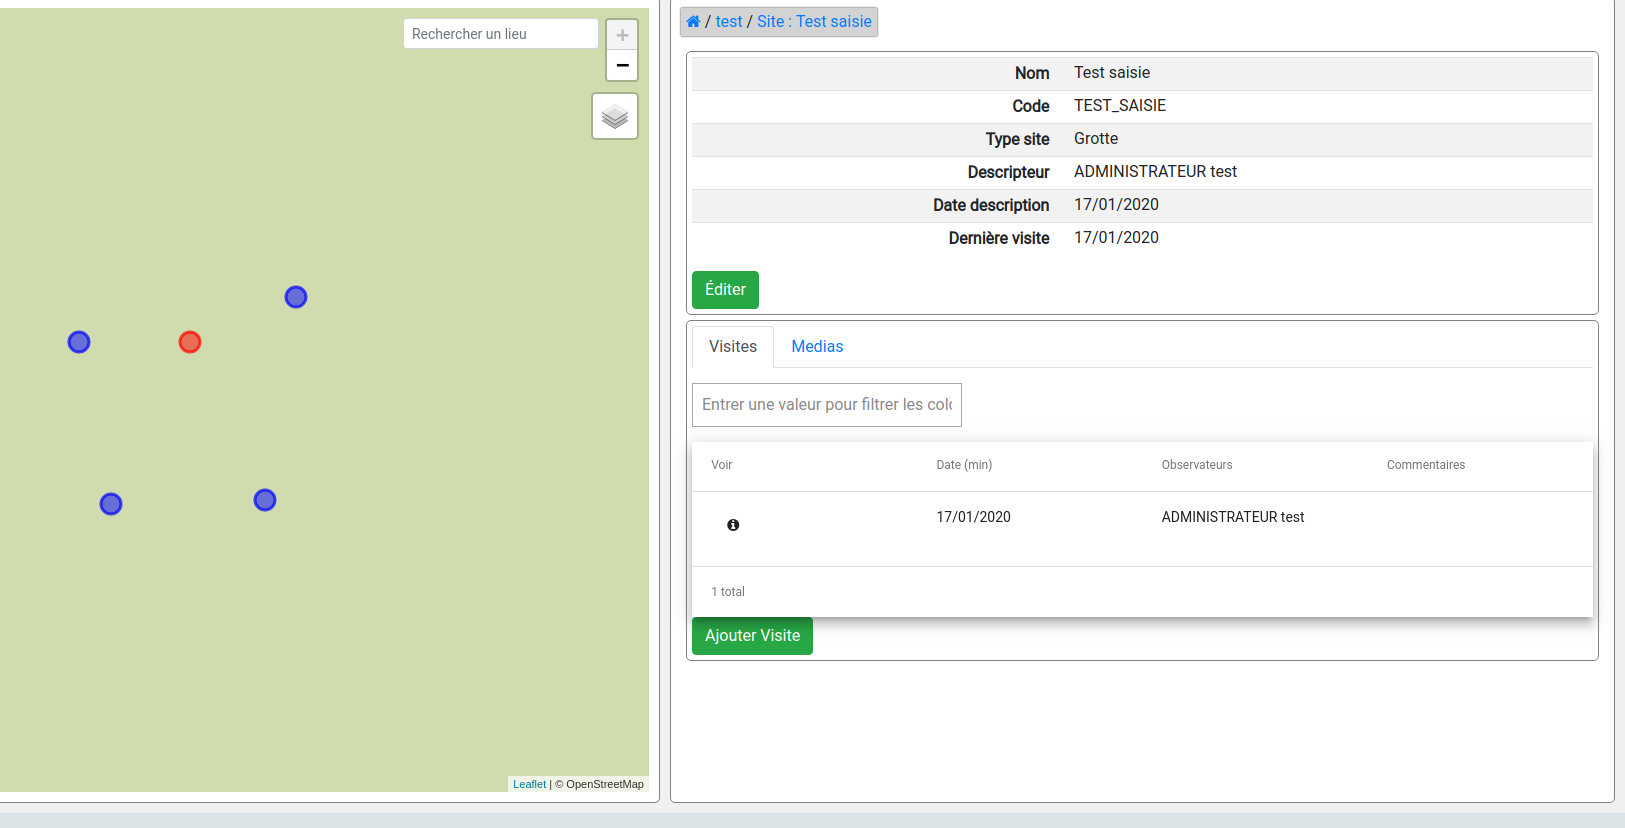 Rechercher un lieu
+
−
Leaflet | © OpenStreetMap
/ test / Site : Test saisie
Nom Test saisie
Code TEST_SAISIE
Type site Grotte
Descripteur ADMINISTRATEUR test
Date description 17/01/2020
Dernière visite 17/01/2020
Éditer
Visites Medias
Entrer une valeur pour filtrer les colo
Voir Date (min) Observateurs Commentaires
17/01/2020 ADMINISTRATEUR test
1 total
Ajouter Visite